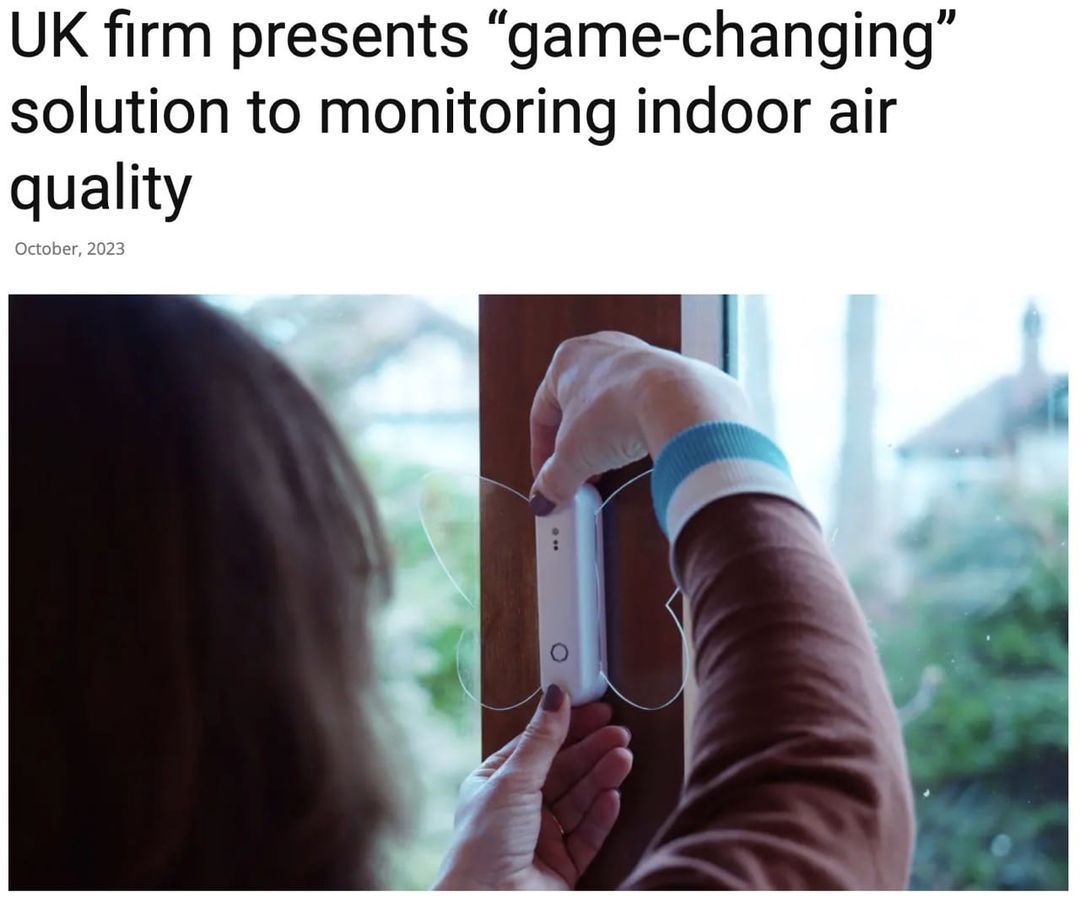 UK firm presents “game-changing”
solution to monitoring indoor air
quality
October, 2023